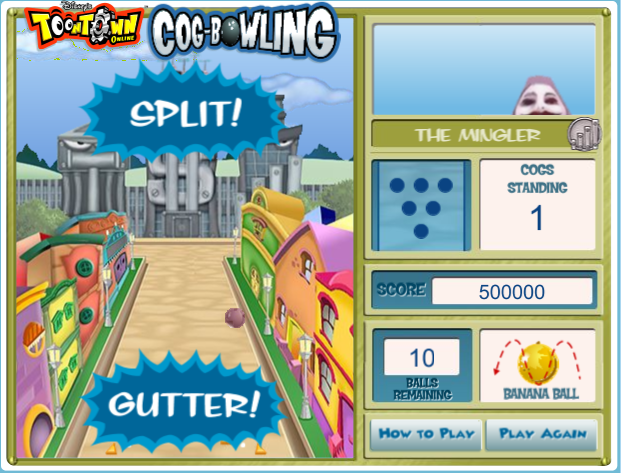 Disney's
TOONTOWN
ONLINE
COG-BOWLING
SPLIT!
THE MINGLER
COGS
STANDING
1
SCORE 500000
10
BALLS
REMAINING
BANANA BALL
GUTTER!
HOW TO PLAY
PLAY AGAIN